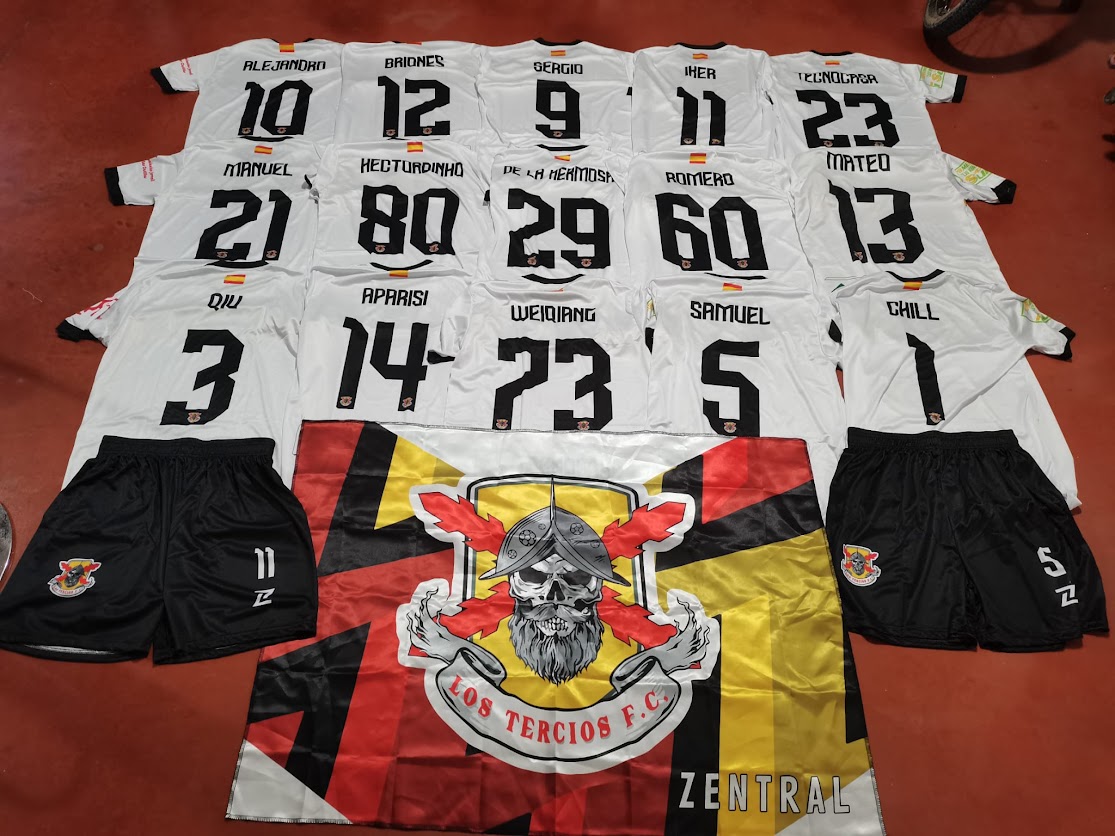 ALEJANDRO
10
BRIONES
12
SERGIO
9
IKER
11
TECNOCASA
23
MANUEL
21
HECTORDINHO
80
DE LA HERMOSA
29
ROMERO
60
MATEO
13
QIU
3
APARISI
14
WEIQIANG
73
SAMUEL
5
CHILL
1
11
5
LOS TERCIOS F.C.
ZENTRAL